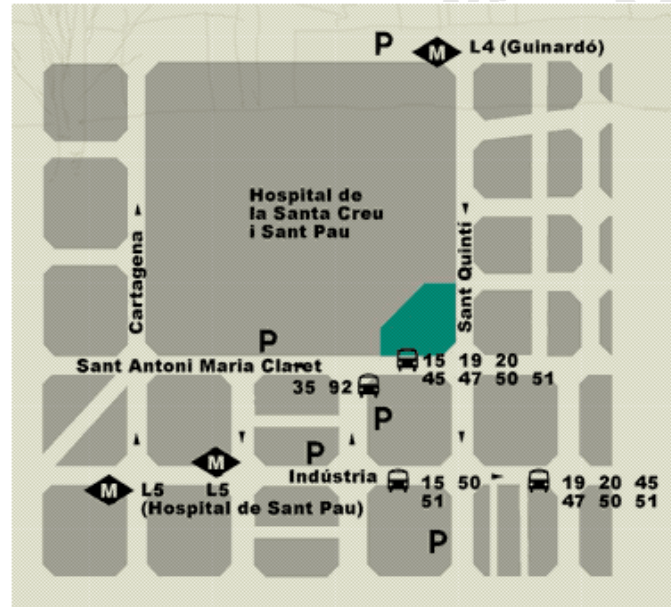 P
M L4 (Guinardó)
Hospital de
la Santa Creu
i Sant Pau
Cartagena
Sant Quintí
P
Sant Antoni Maria Claret
15 19 20
45 47 50 51
35 92
P
P
M
Indústria
15 50
51
19 20 45
47 50 51
M L5 L5
(Hospital de Sant Pau)
P